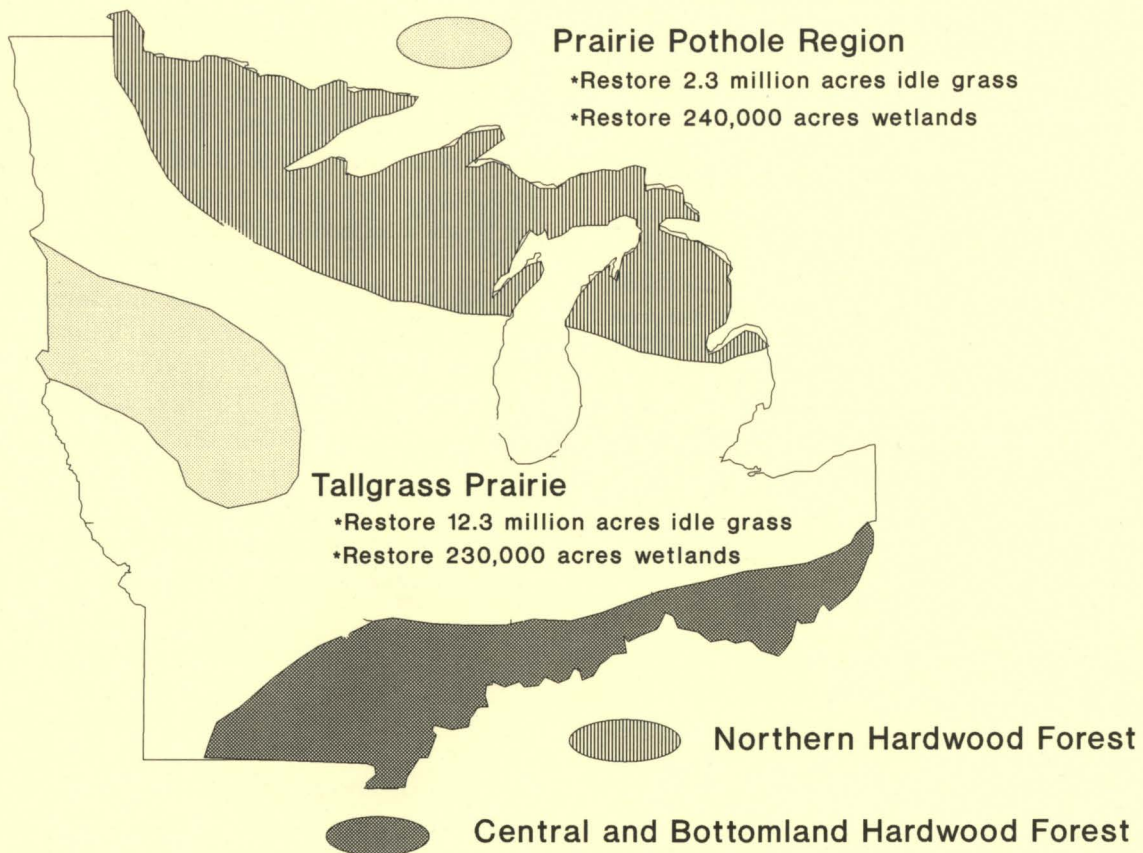 Prairie Pothole Region
*Restore 2.3 million acres idle grass
*Restore 240,000 acres wetlands
Tallgrass Prairie
*Restore 12.3 million acres idle grass
*Restore 230,000 acres wetlands
Northern Hardwood Forest
Central and Bottomland Hardwood Forest